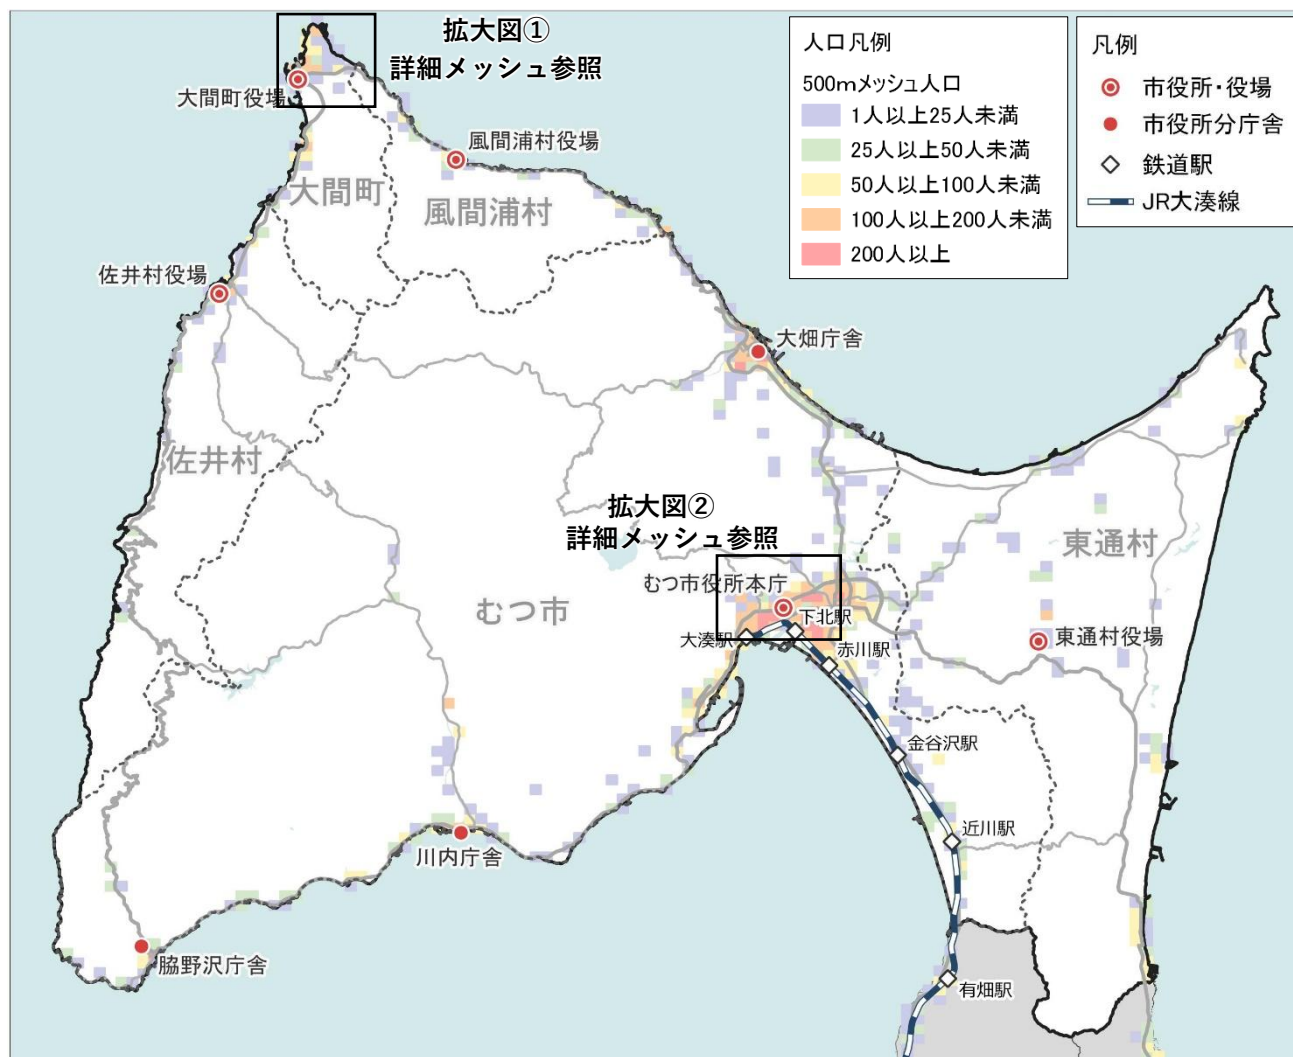 拡大図①
詳細メッシュ参照
人口凡例
500mメッシュ人口
1人以上25人未満
25人以上50人未満
50人以上100人未満
100人以上200人未満
200人以上
凡例
市役所・役場
市役所分庁舎
鉄道駅
JR大湊線
大間町役場
風間浦村役場
大間町
風間浦村
佐井村役場
大畑庁舎
佐井村
拡大図②
詳細メッシュ参照
東通村
むつ市役所本庁
むつ市
下北駅
大湊駅
赤川駅
東通村役場
金谷沢駅
近川駅
川内庁舎
脇野沢庁舎
有畑駅